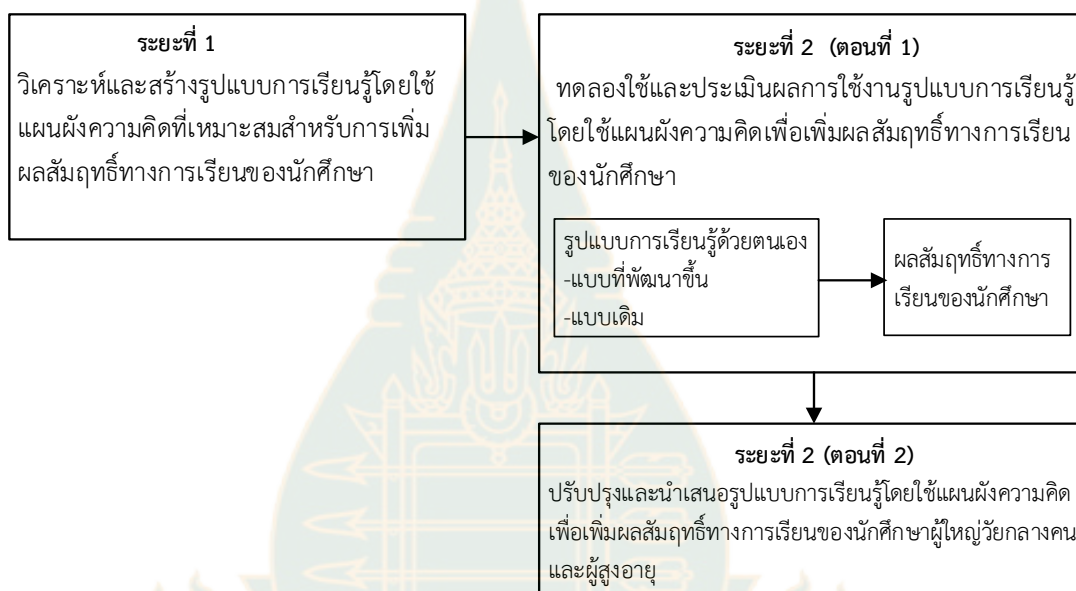 ระยะที่ 1
วิเคราะห์และสร้างรูปแบบการเรียนรู้โดยใช้
แผนผังความคิดที่เหมาะสมสำหรับการเพิ่ม
ผลสัมฤทธิ์ทางการเรียนของนักศึกษา
ระยะที่ 2 (ตอนที่ 1)
ทดลองใช้และประเมินผลการใช้งานรูปแบบการเรียนรู้
โดยใช้แผนผังความคิดเพื่อเพิ่มผลสัมฤทธิ์ทางการเรียน
ของนักศึกษา
รูปแบบการเรียนรู้ด้วยตนเอง
-แบบที่พัฒนาขึ้น
-แบบเดิม
ผลสัมฤทธิ์ทางการ
เรียนของนักศึกษา
ระยะที่ 2 (ตอนที่ 2)
ปรับปรุงและนำเสนอรูปแบบการเรียนรู้โดยใช้แผนผังความคิด
เพื่อเพิ่มผลสัมฤทธิ์ทางการเรียนของนักศึกษาผู้ใหญ่วัยกลางคน
และผู้สูงอายุ